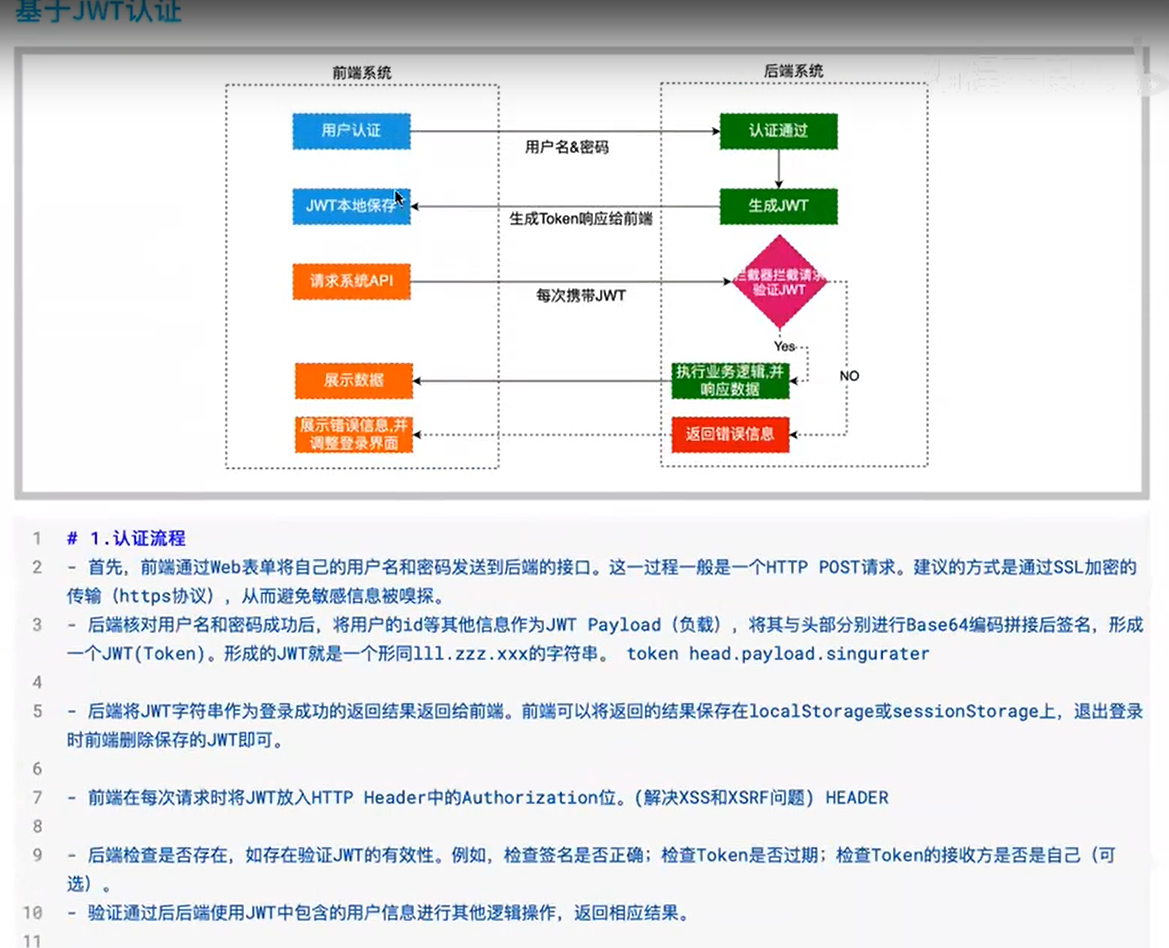 基于JWT认证
前端系统
后端系统
用户认证
用户名&密码
认证通过
JWT本地保存
生成Token响应给前端
生成JWT
请求系统API
每次携带JWT
拦截器拦截请求
验证JWT
Yes
NO
展示数据
执行业务逻辑,并
响应数据
展示错误信息,并
调整登录界面
返回错误信息
1 # 1.认证流程
2 - 首先，前端通过Web表单将自己的用户名和密码发送到后端的接口。这一过程一般是一个HTTP POST请求。建议的方式是通过SSL加密的
传输（https协议），从而避免敏感信息被嗅探。
3 - 后端核对用户名和密码成功后，将用户的id等其他信息作为JWT Payload（负载），将其与头部分别进行Base64编码拼接后签名，形成
一个JWT(Token)。形成的JWT就是一个形同lll.zzz.xxx的字符串。 token head.payload.singurater
4
5 - 后端将JWT字符串作为登录成功的返回结果返回给前端。前端可以将返回的结果保存在localStorage或sessionStorage上，退出登录
时前端删除保存的JWT即可。
6
7 - 前端在每次请求时将JWT放入HTTP Header中的Authorization位。(解决XSS和XSRF问题) HEADER
8
9 - 后端检查是否存在，如存在验证JWT的有效性。例如，检查签名是否正确；检查Token是否过期；检查Token的接收方是否是自己（可
选）。
10 - 验证通过后后端使用JWT中包含的用户信息进行其他逻辑操作，返回相应结果。
11